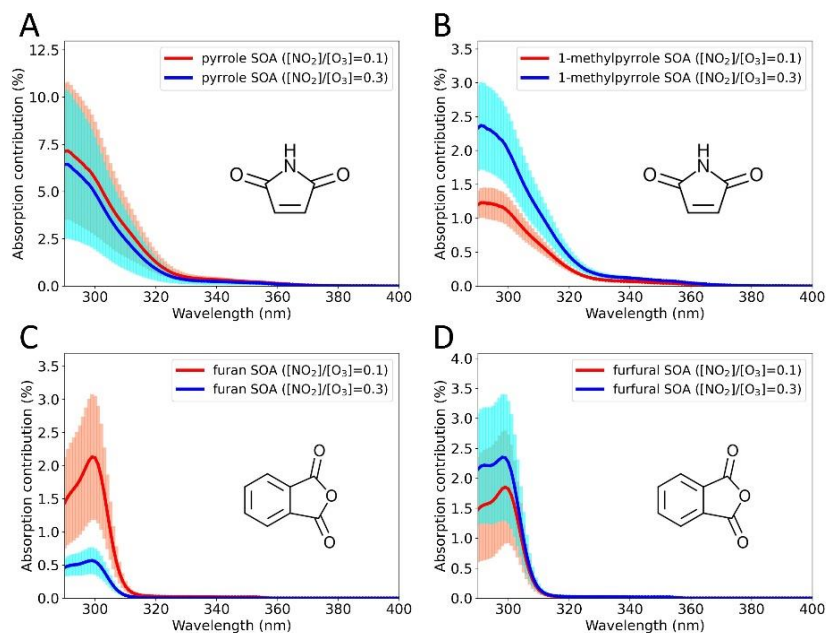 A
12.5
10.0
7.5
5.0
2.5
0.0
Absorption contribution (%)
pyrrole SOA ([NO₂]/[O₃]=0.1)
pyrrole SOA ([NO₂]/[O₃]=0.3)
H
N
O
O
300 320 340 360 380 400
Wavelength (nm)
B
3.5
3.0
2.5
2.0
1.5
1.0
0.5
0.0
Absorption contribution (%)
1-methylpyrrole SOA ([NO₂]/[O₃]=0.1)
1-methylpyrrole SOA ([NO₂]/[O₃]=0.3)
H
N
O
O
300 320 340 360 380 400
Wavelength (nm)
C
3.5
3.0
2.5
2.0
1.5
1.0
0.5
0.0
Absorption contribution (%)
furan SOA ([NO₂]/[O₃]=0.1)
furan SOA ([NO₂]/[O₃]=0.3)
O
O
O
300 320 340 360 380 400
Wavelength (nm)
D
4.0
3.5
3.0
2.5
2.0
1.5
1.0
0.5
0.0
Absorption contribution (%)
furfural SOA ([NO₂]/[O₃]=0.1)
furfural SOA ([NO₂]/[O₃]=0.3)
O
O
O
300 320 340 360 380 400
Wavelength (nm)